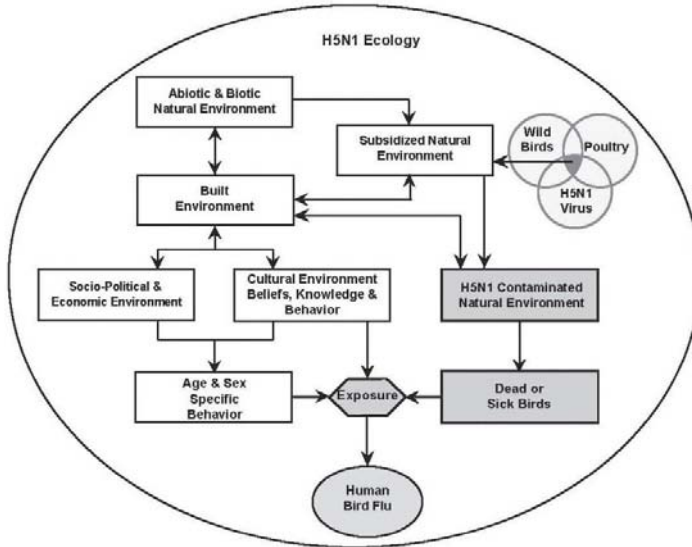 H5N1 Ecology
Abiotic & Biotic
Natural Environment
Subsidized Natural
Environment
Wild
Birds
Poultry
H5N1
Virus
Built
Environment
Socio-Political &
Economic Environment
Cultural Environment
Beliefs, Knowledge &
Behavior
H5N1 Contaminated
Natural Environment
Age & Sex
Specific
Behavior
Exposure
Dead or
Sick Birds
Human
Bird Flu